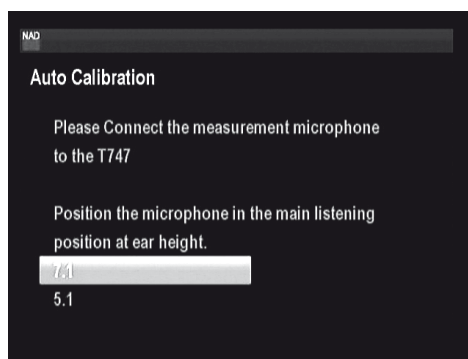 NAD
Auto Calibration
Please Connect the measurement microphone
to the T747
Position the microphone in the main listening
position at ear height.
7.1
5.1